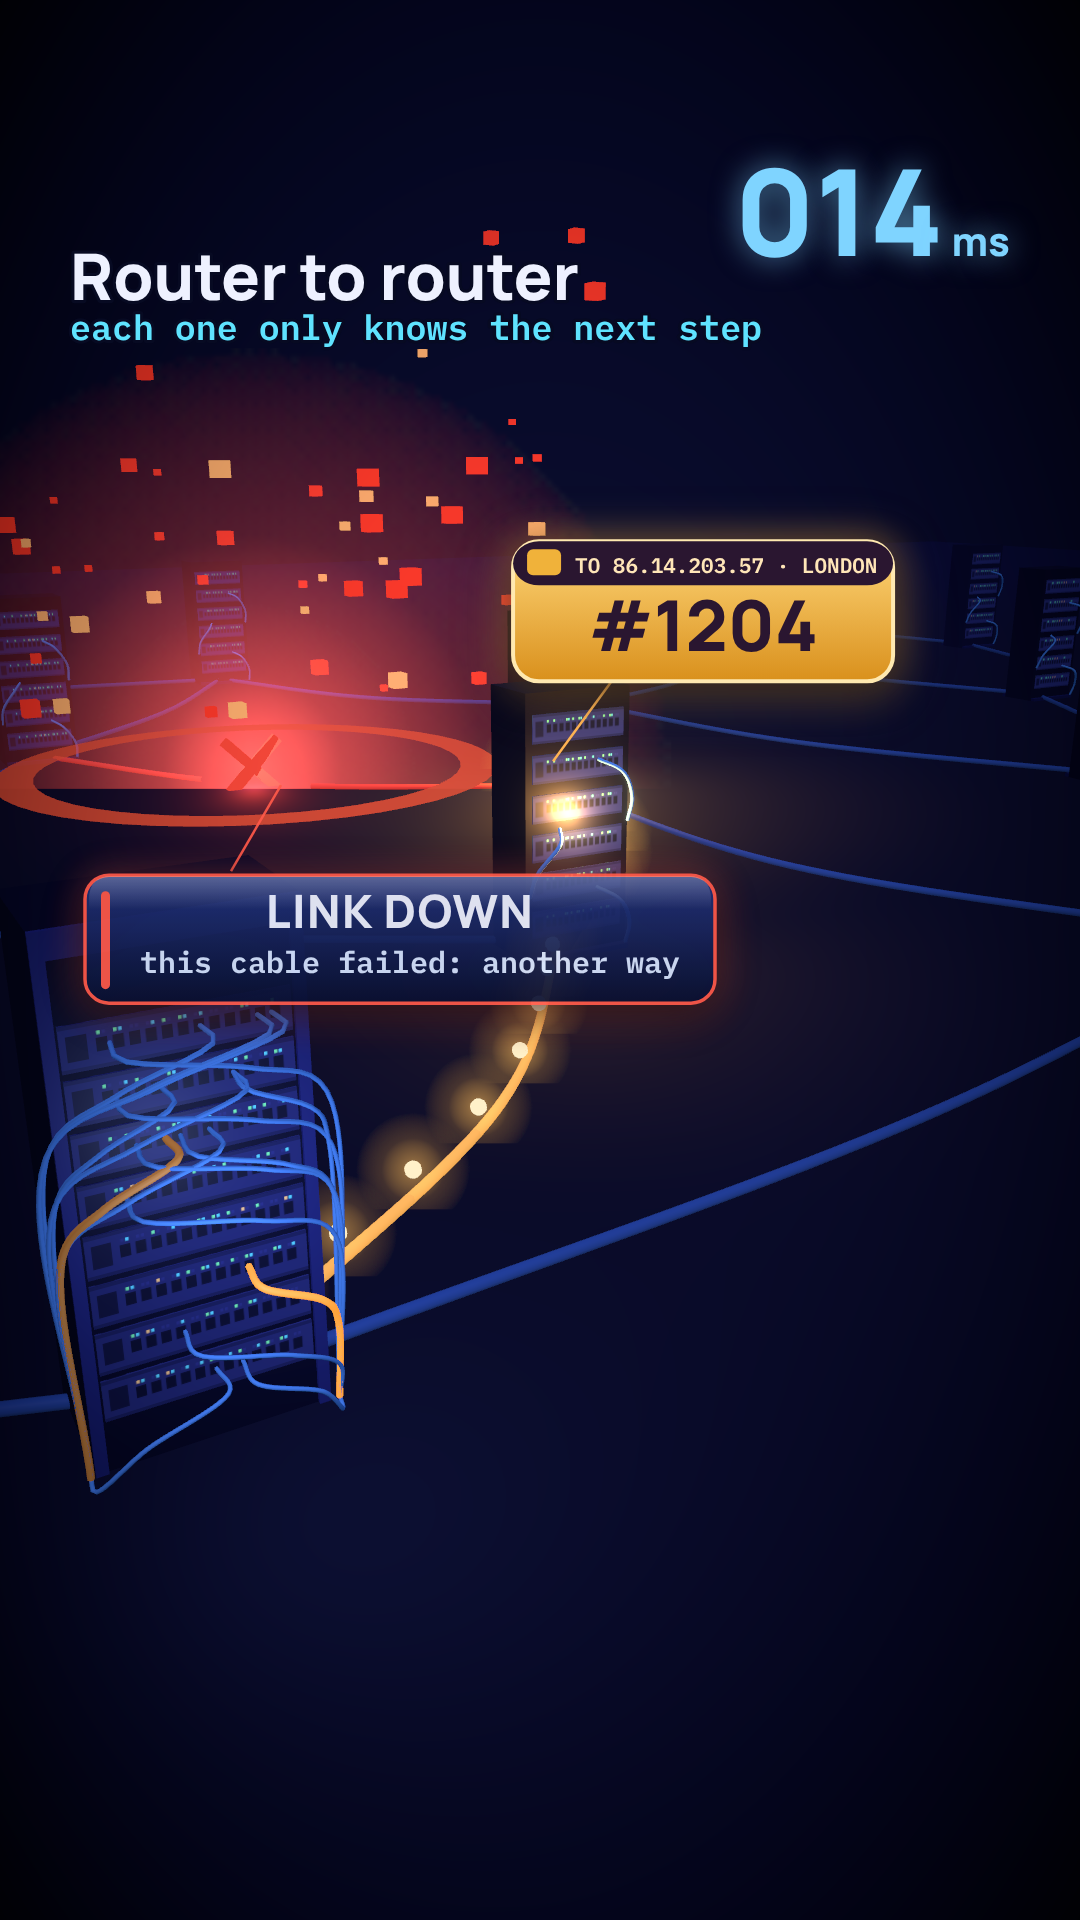 014 ms
Router to router
each one only knows the next step
TO 86.14.203.57 · LONDON
#1204
LINK DOWN
this cable failed: another way